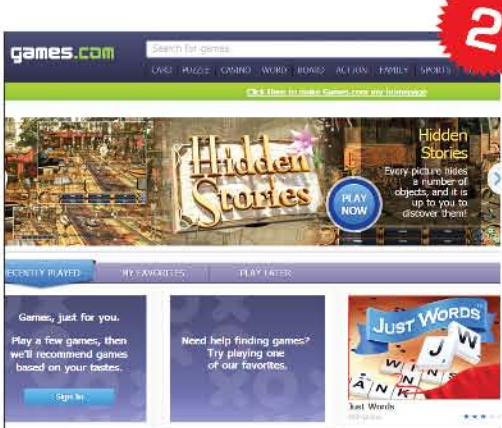 2
games.com
Search for games
CARD PUZZLE CASINO WORD BOARD ACTION FAMILY SPORTS
Click Here to make Games.com my homepage
Hidden
Stories
Hidden
Stories
Every picture hides
a number of
objects, and it is
up to you to
discover them!
PLAY
NOW
RECENTLY PLAYED MY FAVORITES PLAY LATER
Games, just for you.
Play a few games, then
we'll recommend games
based on your tastes.
Sign In
Need help finding games?
Try playing one
of our favorites.
JUST WORDS
J W
W I N S
A N K
Just Words